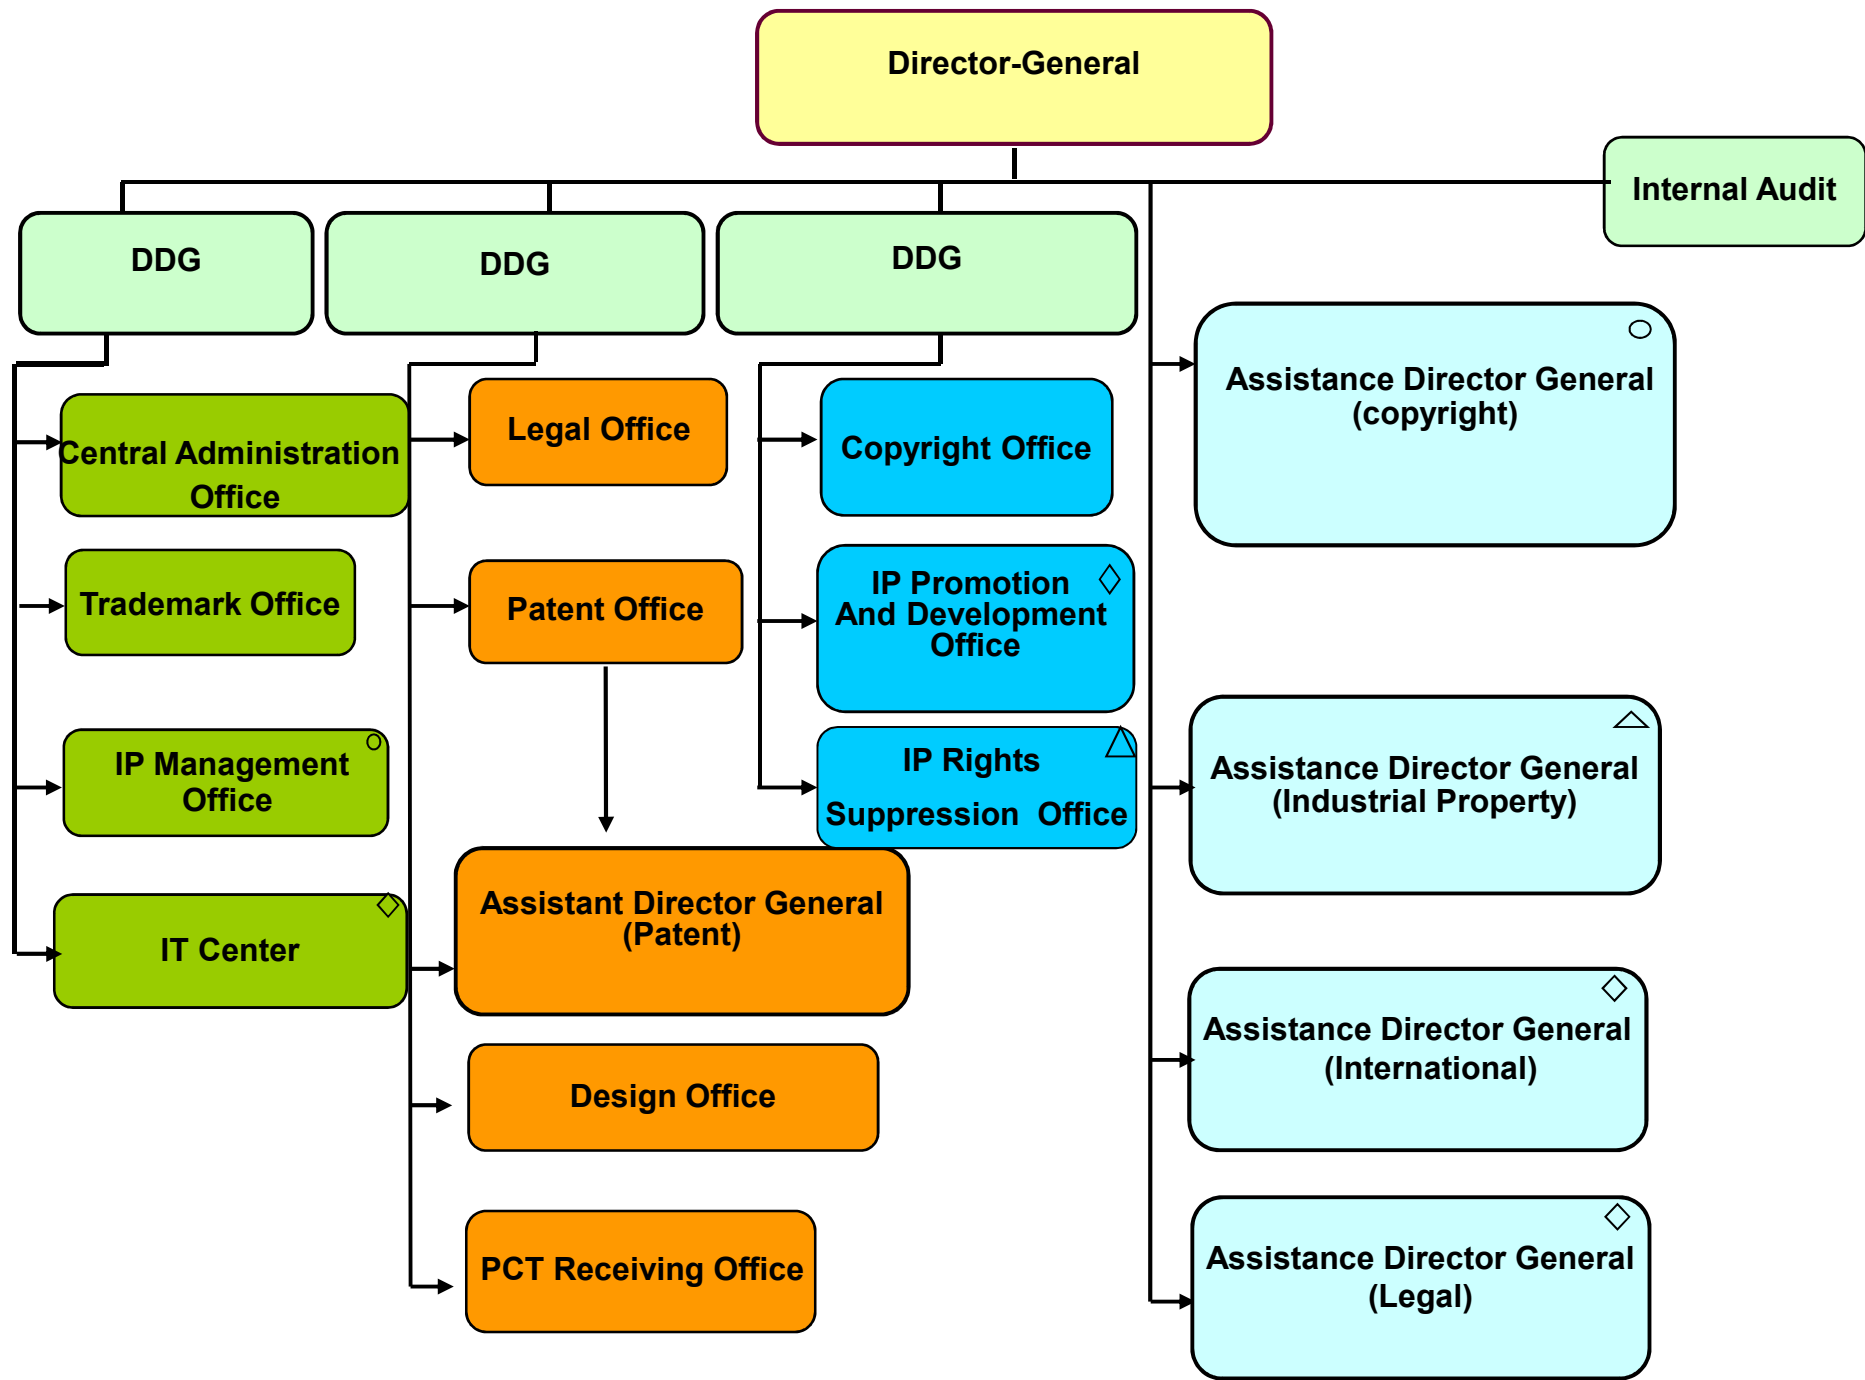 Director-General
Internal Audit
DDG
DDG
DDG
Central Administration
Office
Trademark Office
IP Management
Office
IT Center
Legal Office
Patent Office
Assistant Director General
(Patent)
Design Office
PCT Receiving Office
Copyright Office
IP Promotion
And Development
Office
IP Rights
Suppression Office
Assistance Director General
(copyright)
Assistance Director General
(Industrial Property)
Assistance Director General
(International)
Assistance Director General
(Legal)